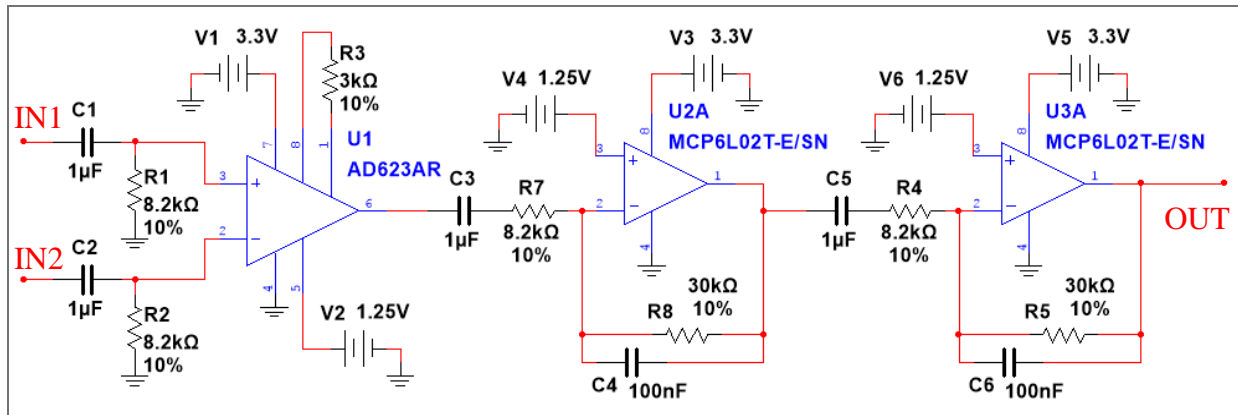 V1 3.3V
R3
3kΩ
10%
V3 3.3V
V5 3.3V
V4 1.25V
V6 1.25V
IN1
C1
1µF
R1
8.2kΩ
10%
7
8
1
U1
AD623AR
3
+
2
−
6
4
5
IN2
C2
1µF
R2
8.2kΩ
10%
V2 1.25V
C3
1µF
R7
8.2kΩ
10%
U2A
MCP6L02T-E/SN
8
3
+
2
−
1
4
30kΩ
10%
R8
C4
100nF
C5
1µF
R4
8.2kΩ
10%
U3A
MCP6L02T-E/SN
8
3
+
2
−
1
4
OUT
30kΩ
10%
R5
C6
100nF